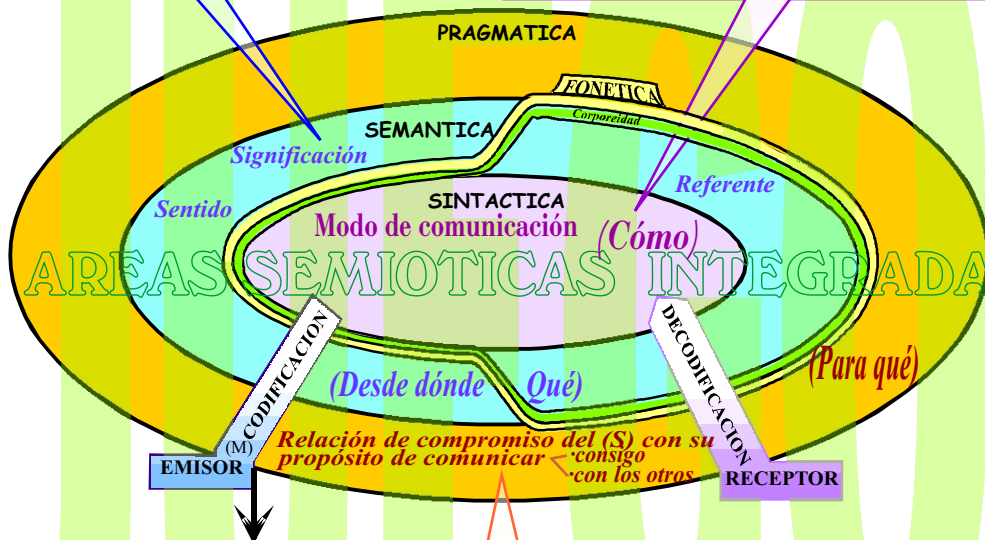 PRAGMATICA
FONETICA
Corporeidad
SEMANTICA
Significación
Referente
SINTACTICA
Sentido
Modo de comunicación
(Cómo)
AREAS SEMIOTICAS INTEGRADA
CODIFICACION
DECODIFICACION
(Para qué)
(Desde dónde
Qué)
Relación de compromiso del (S) con su
propósito de comunicar
·consigo
·con los otros
(M)
EMISOR
RECEPTOR